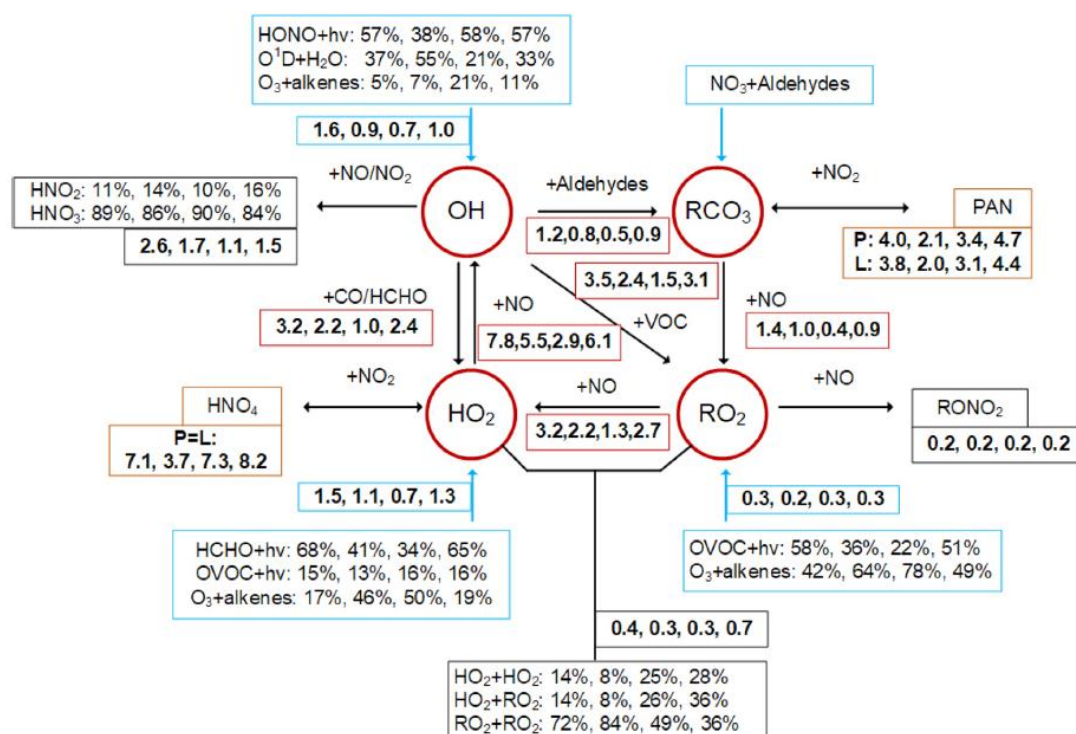 HONO+hv: 57%, 38%, 58%, 57%
O¹D+H₂O: 37%, 55%, 21%, 33%
O₃+alkenes: 5%, 7%, 21%, 11%
NO₃+Aldehydes
1.6, 0.9, 0.7, 1.0
+NO/NO₂
HNO₂: 11%, 14%, 10%, 16%
HNO₃: 89%, 86%, 90%, 84%
2.6, 1.7, 1.1, 1.5
OH
+Aldehydes
1.2,0.8,0.5,0.9
RCO₃
+NO₂
PAN
P: 4.0, 2.1, 3.4, 4.7
L: 3.8, 2.0, 3.1, 4.4
+CO/HCHO
3.2, 2.2, 1.0, 2.4
+NO
7.8,5.5,2.9,6.1
3.5,2.4,1.5,3.1
+VOC
+NO
1.4,1.0,0.4,0.9
+NO₂
HNO₄
P=L:
7.1, 3.7, 7.3, 8.2
HO₂
+NO
3.2,2.2,1.3,2.7
RO₂
+NO
RONO₂
0.2, 0.2, 0.2, 0.2
1.5, 1.1, 0.7, 1.3
HCHO+hv: 68%, 41%, 34%, 65%
OVOC+hv: 15%, 13%, 16%, 16%
O₃+alkenes: 17%, 46%, 50%, 19%
0.3, 0.2, 0.3, 0.3
OVOC+hv: 58%, 36%, 22%, 51%
O₃+alkenes: 42%, 64%, 78%, 49%
0.4, 0.3, 0.3, 0.7
HO₂+HO₂: 14%, 8%, 25%, 28%
HO₂+RO₂: 14%, 8%, 26%, 36%
RO₂+RO₂: 72%, 84%, 49%, 36%